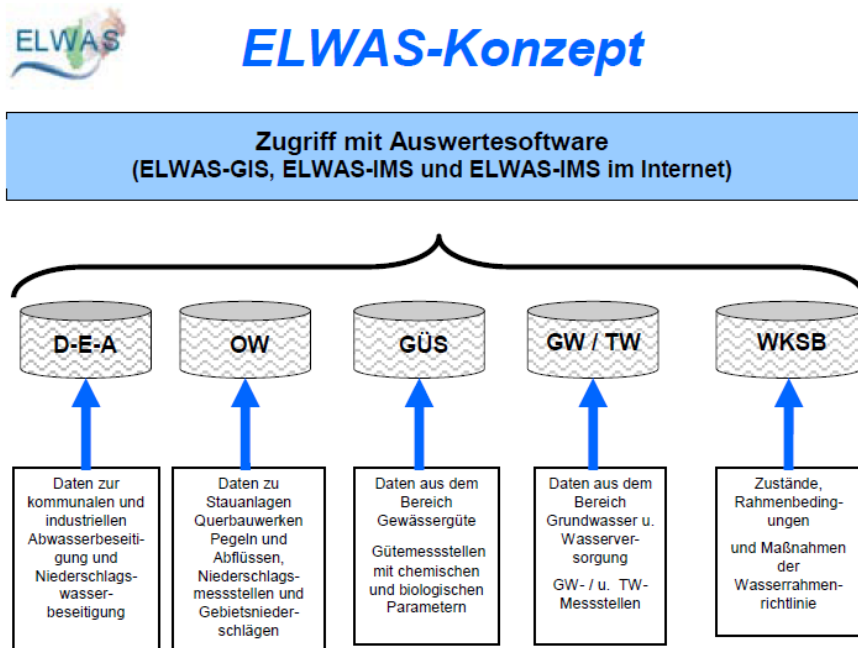 ELWAS
ELWAS-Konzept
Zugriff mit Auswertesoftware
(ELWAS-GIS, ELWAS-IMS und ELWAS-IMS im Internet)
D-E-A
OW
GÜS
GW / TW
WKSB
Daten zur
kommunalen und
industriellen
Abwasserbeseiti-
gung und
Niederschlags-
wasser-
beseitigung
Daten zu
Stauanlagen
Querbauwerken
Pegeln und
Abflüssen,
Niederschlags-
messstellen und
Gebietsnieder-
schlägen
Daten aus dem
Bereich
Gewässergüte
Gütemessstellen
mit chemischen
und biologischen
Parametern
Daten aus dem
Bereich
Grundwasser u.
Wasserver-
sorgung
GW- / u. TW-
Messstellen
Zustände,
Rahmenbeding-
ungen
und Maßnahmen
der
Wasserrahmen-
richtlinie